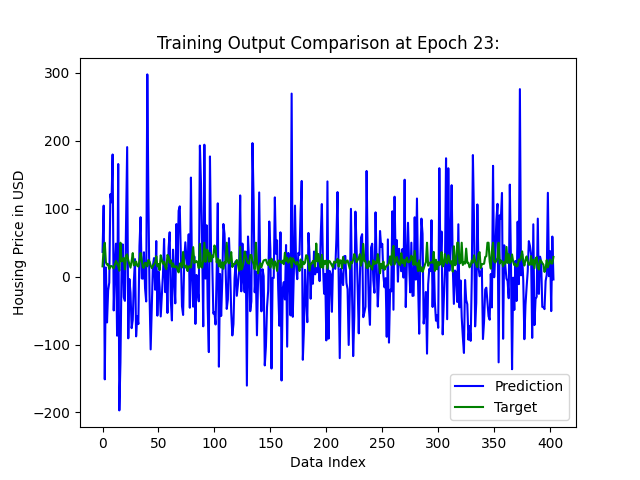 Training Output Comparison at Epoch 23:
300
200
100
0
−100
−200
Housing Price in USD
Prediction
Target
0 50 100 150 200 250 300 350 400
Data Index